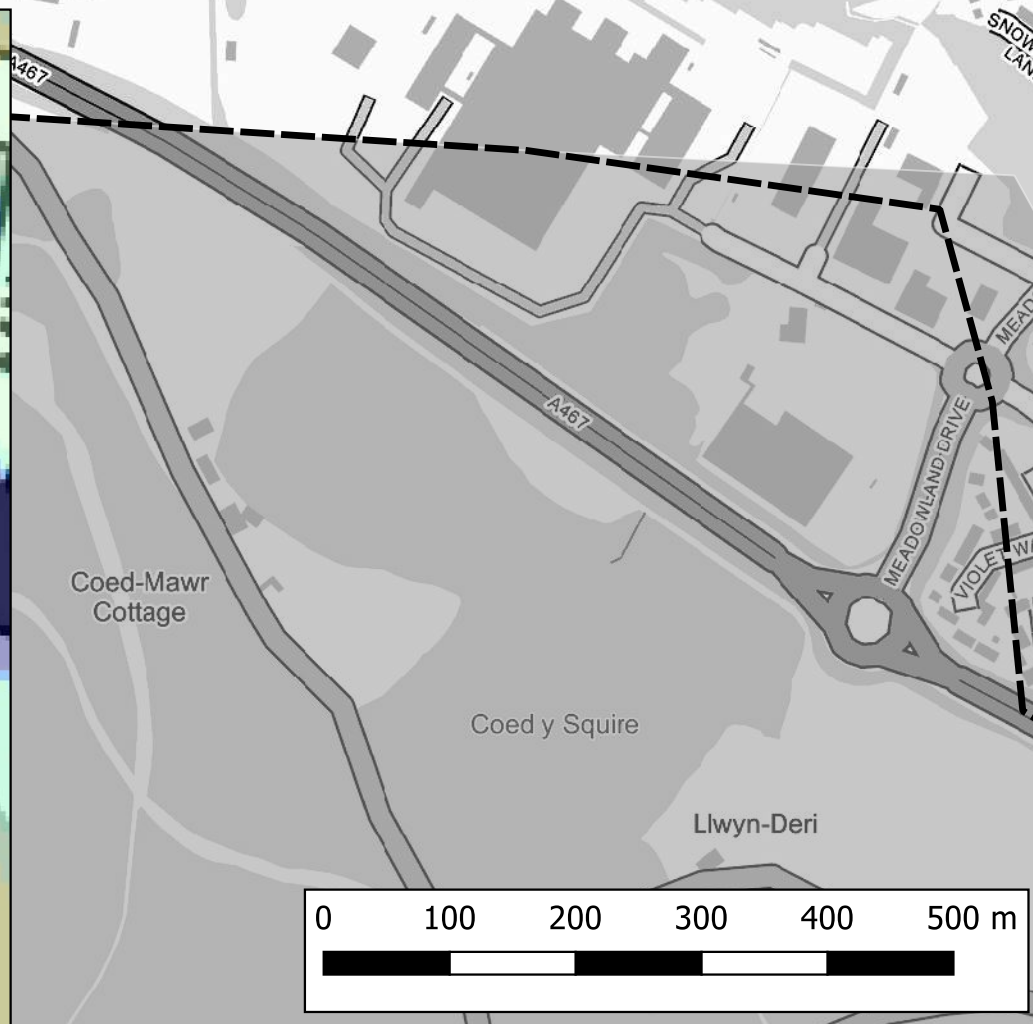 SNOW
LAN
A467
MEAD
A467
MEADOWLAND DRIVE
VIOLET WA
Coed-Mawr
Cottage
Coed y Squire
Llwyn-Deri
0 100 200 300 400 500 m